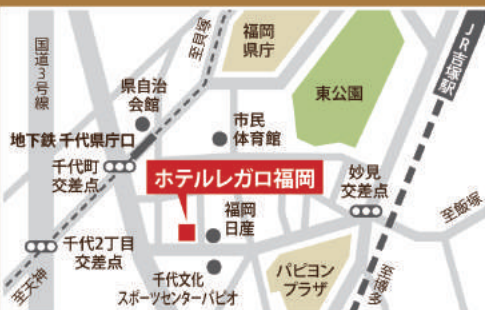 国道3号線
至貝塚
福岡
県庁
JR吉塚駅
県自治
会館
東公園
地下鉄 千代県庁口
市民
体育館
千代町
交差点
ホテルレガロ福岡
妙見
交差点
福岡
日産
至飯塚
千代2丁目
交差点
至天神
千代文化
スポーツセンターパピオ
パピヨン
プラザ
至博多